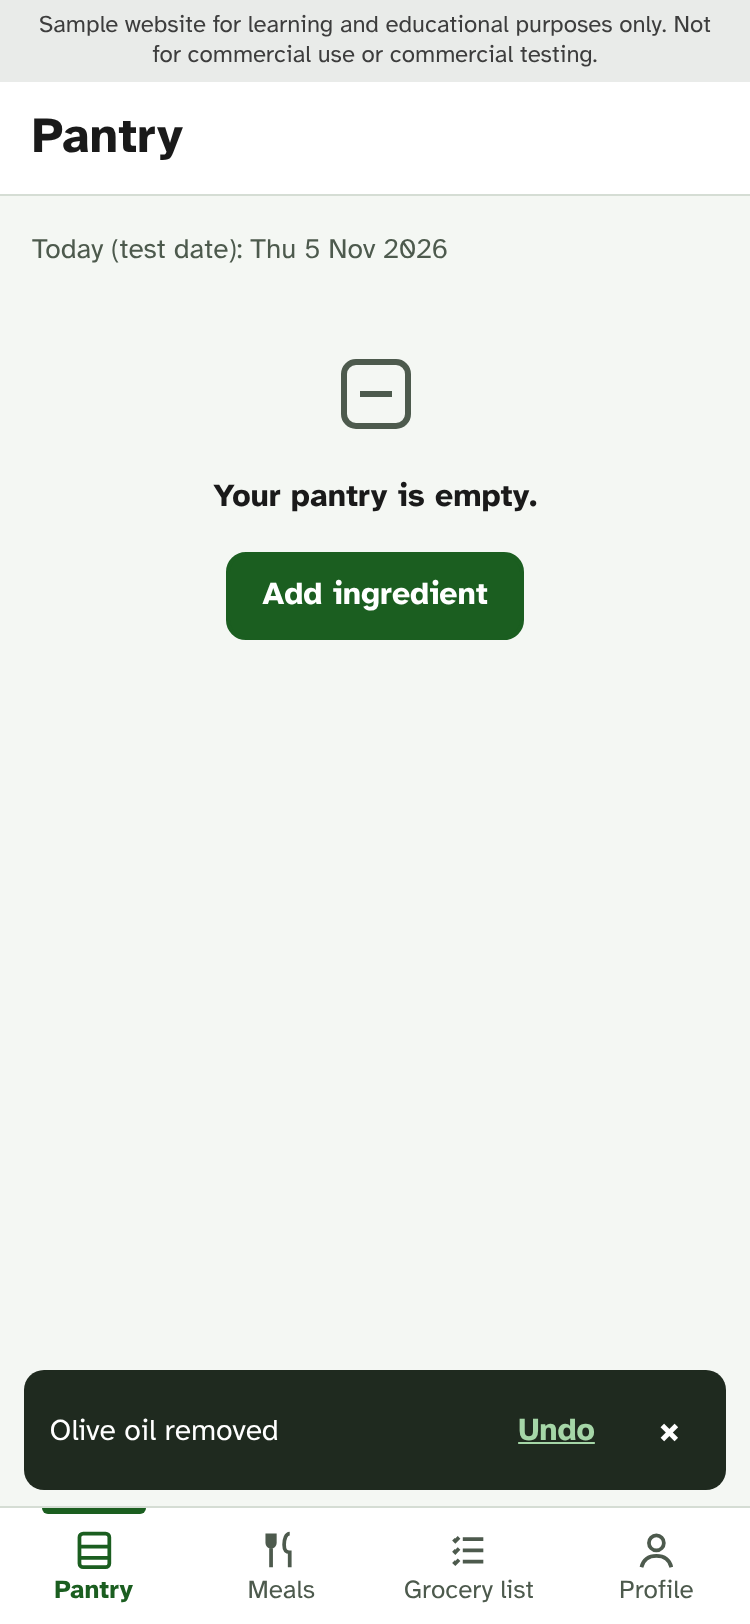 Sample website for learning and educational purposes only. Not
for commercial use or commercial testing.
Pantry
Today (test date): Thu 5 Nov 2026
Your pantry is empty.
Add ingredient
Olive oil removed Undo ×
Pantry Meals Grocery list Profile